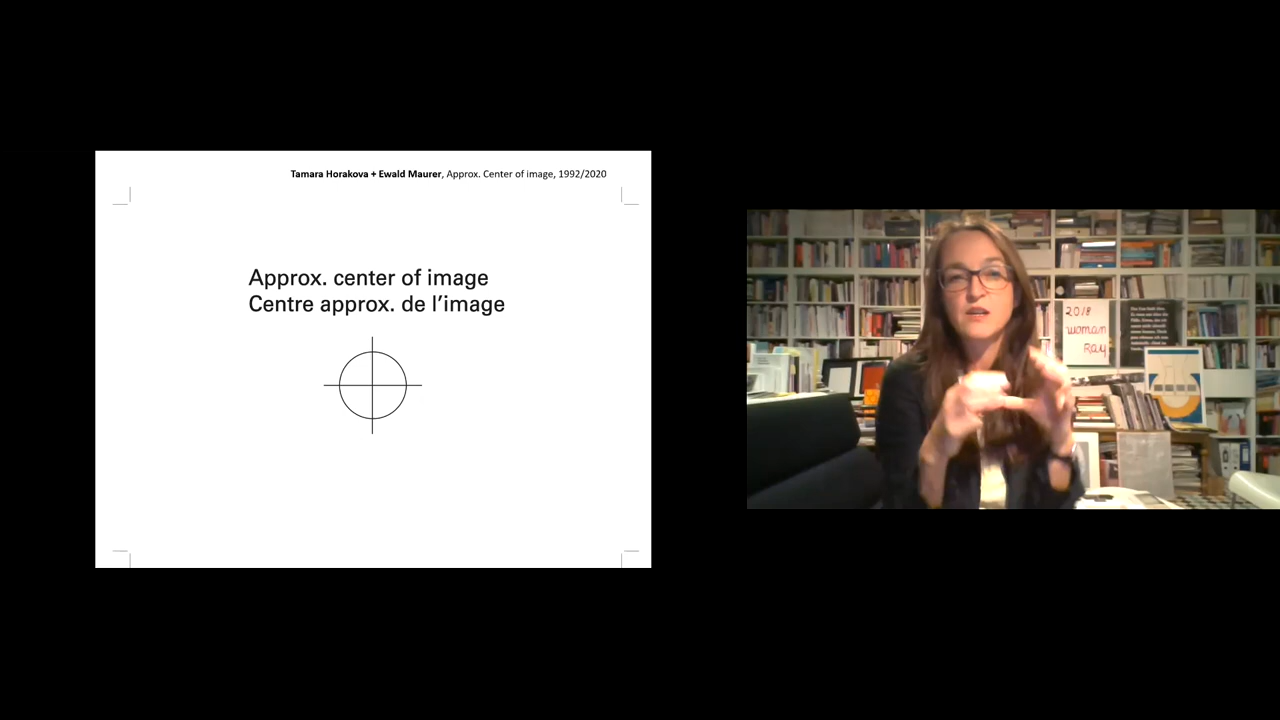 Tamara Horakova + Ewald Maurer, Approx. Center of image, 1992/2020
Approx. center of image
Centre approx. de l’image
2018
woman
RAY